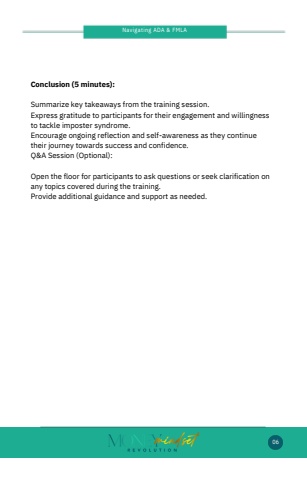 Navigating ADA & FMLA
Conclusion (5 minutes):
Summarize key takeaways from the training session.
Express gratitude to participants for their engagement and willingness
to tackle imposter syndrome.
Encourage ongoing reflection and self-awareness as they continue
their journey towards success and confidence.
Q&A Session (Optional):
Open the floor for participants to ask questions or seek clarification on
any topics covered during the training.
Provide additional guidance and support as needed.
MONEY mindset
REVOLUTION
06